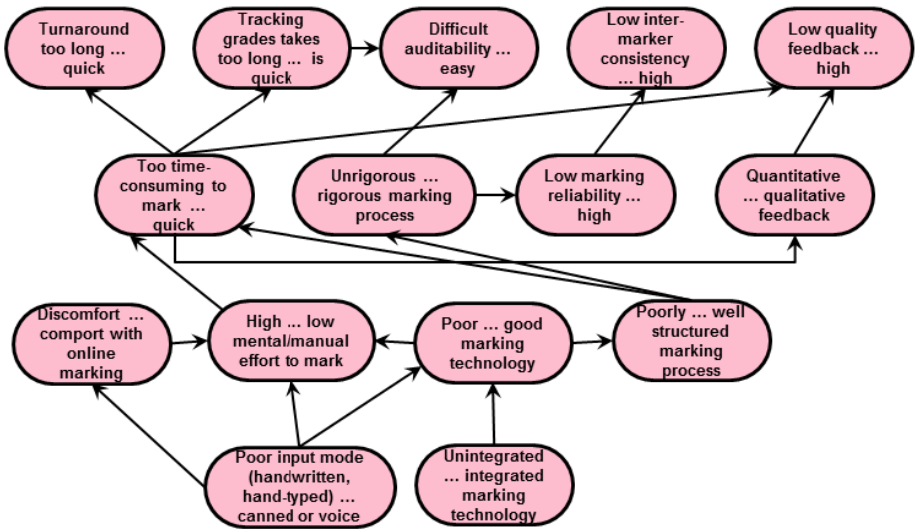 Turnaround
too long ...
quick
Tracking
grades takes
too long ... is
quick
Difficult
auditability ...
easy
Low inter-
marker
consistency
... high
Low quality
feedback ...
high
Too time-
consuming to
mark ...
quick
Unrigorous ...
rigorous marking
process
Low marking
reliability ...
high
Quantitative
... qualitative
feedback
Discomfort ...
comport with
online
marking
High ... low
mental/manual
effort to mark
Poor ... good
marking
technology
Poorly ... well
structured
marking
process
Poor input mode
(handwritten,
hand-typed) ...
canned or voice
Unintegrated
... integrated
marking
technology